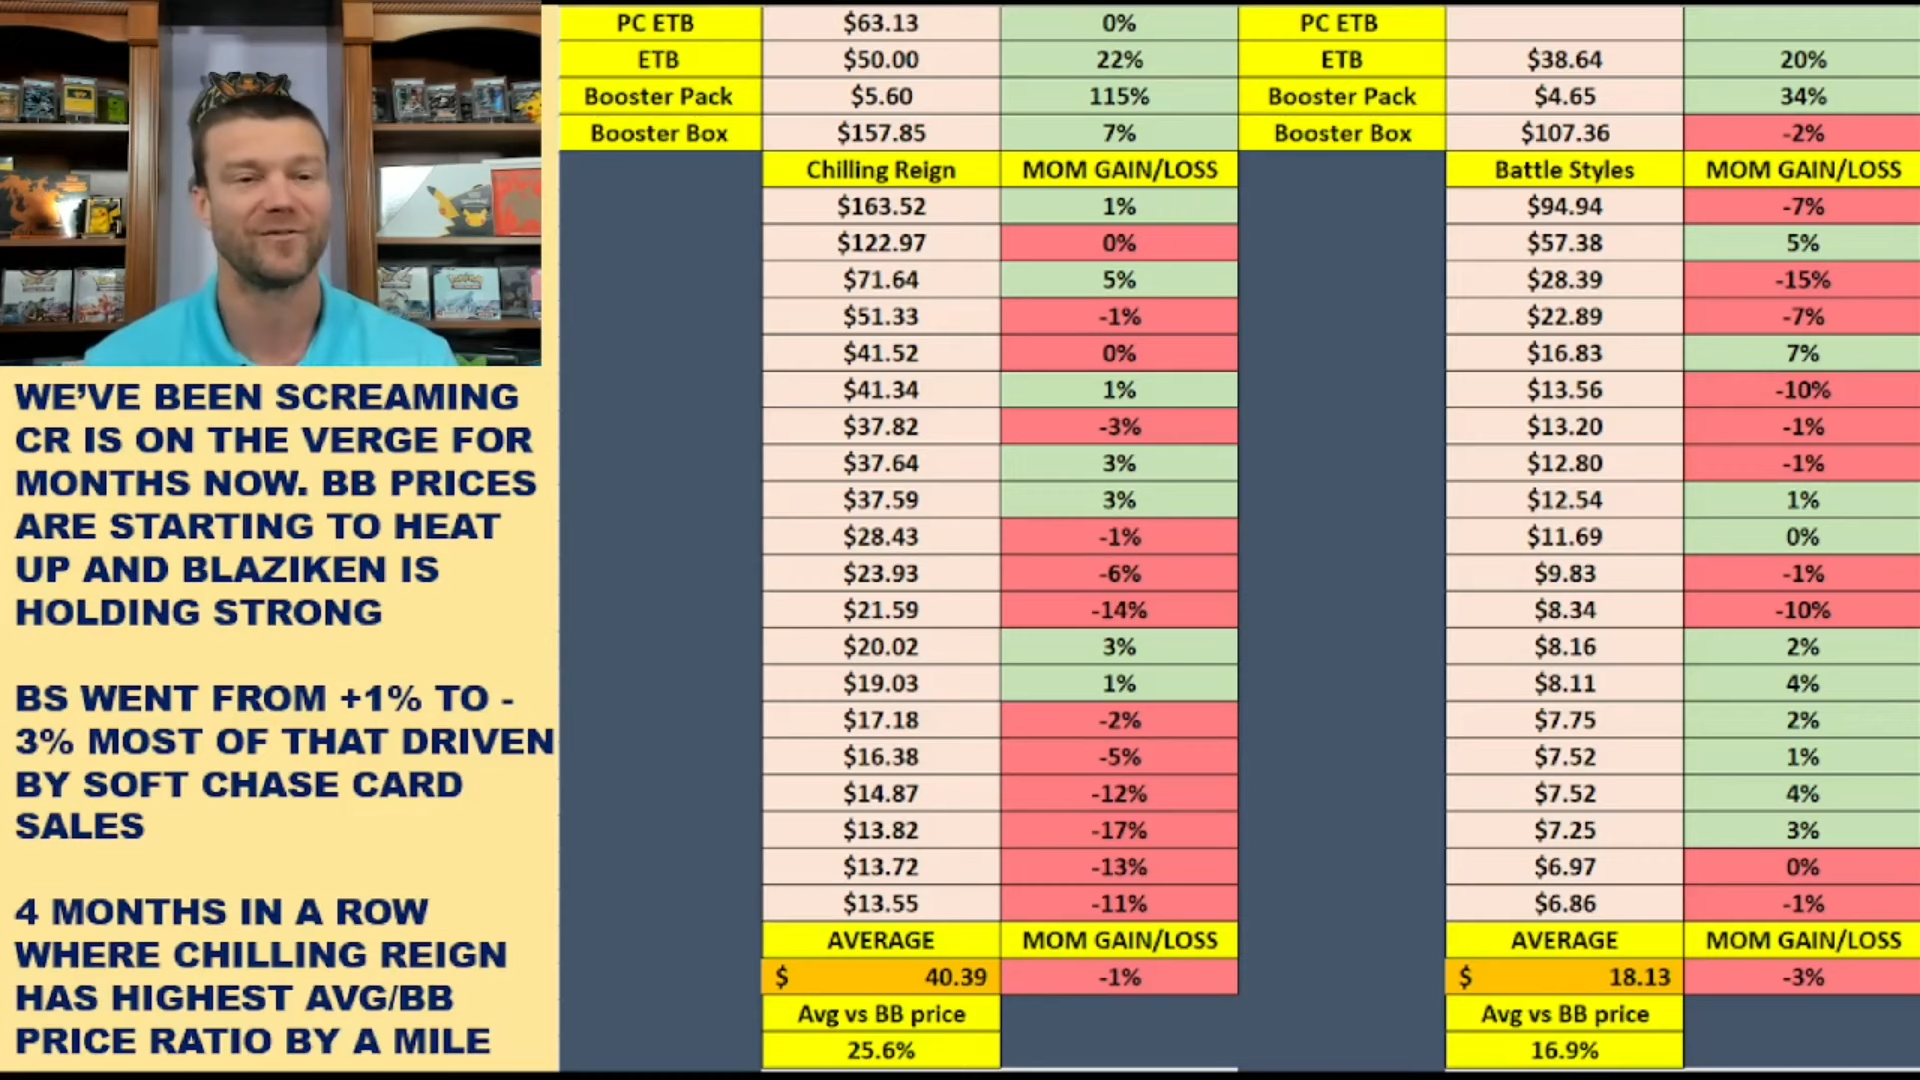 PC ETB $63.13 0% PC ETB
ETB $50.00 22% ETB $38.64 20%
Booster Pack $5.60 115% Booster Pack $4.65 34%
Booster Box $157.85 7% Booster Box $107.36 -2%
Chilling Reign MOM GAIN/LOSS Battle Styles MOM GAIN/LOSS
$163.52 1% $94.94 -7%
$122.97 0% $57.38 5%
$71.64 5% $28.39 -15%
$51.33 -1% $22.89 -7%
$41.52 0% $16.83 7%
$41.34 1% $13.56 -10%
$37.82 -3% $13.20 -1%
$37.64 3% $12.80 -1%
$37.59 3% $12.54 1%
$28.43 -1% $11.69 0%
$23.93 -6% $9.83 -1%
$21.59 -14% $8.34 -10%
$20.02 3% $8.16 2%
$19.03 1% $8.11 4%
$17.18 -2% $7.75 2%
$16.38 -5% $7.52 1%
$14.87 -12% $7.52 4%
$13.82 -17% $7.25 3%
$13.72 -13% $6.97 0%
$13.55 -11% $6.86 -1%
AVERAGE MOM GAIN/LOSS AVERAGE MOM GAIN/LOSS
$ 40.39 -1% $ 18.13 -3%
Avg vs BB price Avg vs BB price
25.6% 16.9%
WE'VE BEEN SCREAMING
CR IS ON THE VERGE FOR
MONTHS NOW. BB PRICES
ARE STARTING TO HEAT
UP AND BLAZIKEN IS
HOLDING STRONG
BS WENT FROM +1% TO -
3% MOST OF THAT DRIVEN
BY SOFT CHASE CARD
SALES
4 MONTHS IN A ROW
WHERE CHILLING REIGN
HAS HIGHEST AVG/BB
PRICE RATIO BY A MILE